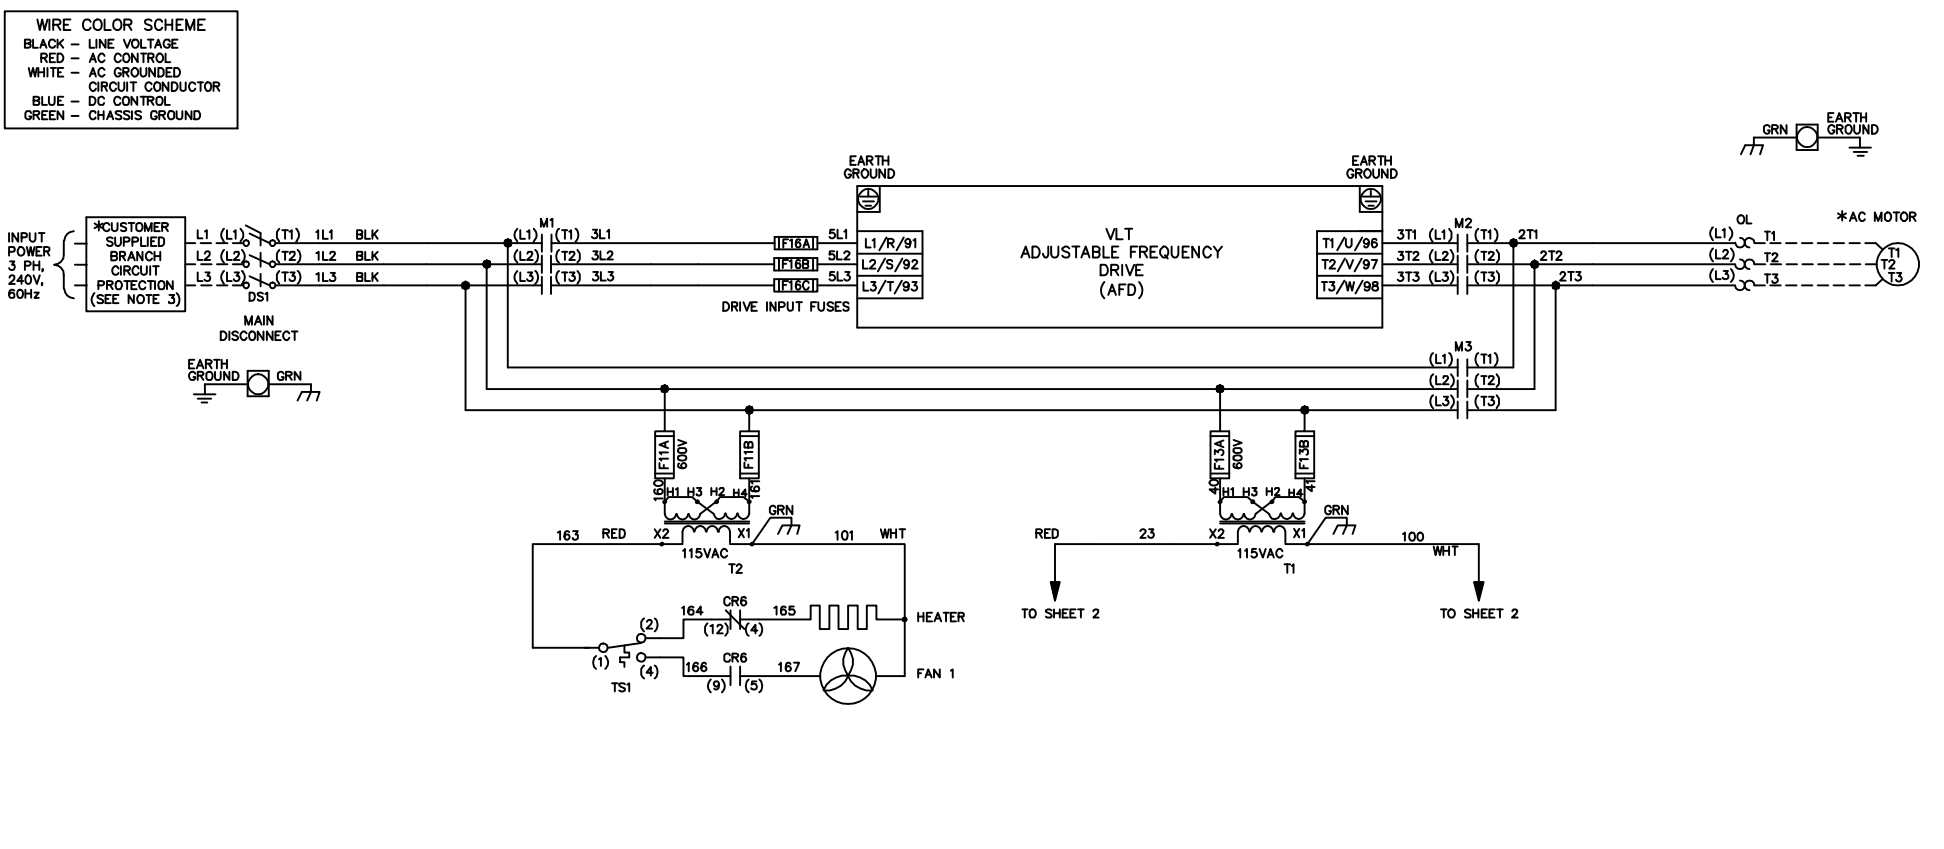 WIRE COLOR SCHEME
BLACK – LINE VOLTAGE
RED – AC CONTROL
WHITE – AC GROUNDED
CIRCUIT CONDUCTOR
BLUE – DC CONTROL
GREEN – CHASSIS GROUND
GRN
EARTH
GROUND
EARTH
GROUND
EARTH
GROUND
INPUT
POWER
3 PH,
240V,
60Hz
*CUSTOMER
SUPPLIED
BRANCH
CIRCUIT
PROTECTION
(SEE NOTE 3)
L1 (L1) (T1) 1L1 BLK
L2 (L2) (T2) 1L2 BLK
L3 (L3) (T3) 1L3 BLK
DS1
MAIN
DISCONNECT
M1
(L1) (T1) 3L1
(L2) (T2) 3L2
(L3) (T3) 3L3
F16A 5L1 L1/R/91
F16B 5L2 L2/S/92
F16C 5L3 L3/T/93
DRIVE INPUT FUSES
VLT
ADJUSTABLE FREQUENCY
DRIVE
(AFD)
M2
T1/U/96 3T1 (L1) (T1) 2T1
T2/V/97 3T2 (L2) (T2) 2T2
T3/W/98 3T3 (L3) (T3) 2T3
OL
(L1) T1
(L2) T2
(L3) T3
*AC MOTOR
T1
T2
T3
EARTH
GROUND
GRN
M3
(L1) (T1)
(L2) (T2)
(L3) (T3)
F11A
600V
F11B
160
161
H1 H3 H2 H4
GRN
163 RED X2 X1 101 WHT
115VAC
T2
F13A
600V
F13B
40
41
H1 H3 H2 H4
GRN
RED 23 X2 X1 100
WHT
115VAC
T1
TO SHEET 2
TO SHEET 2
CR6
164 165
(12) (4)
HEATER
(2)
(1)
(4)
TS1
CR6
166 167
(9) (5)
FAN 1